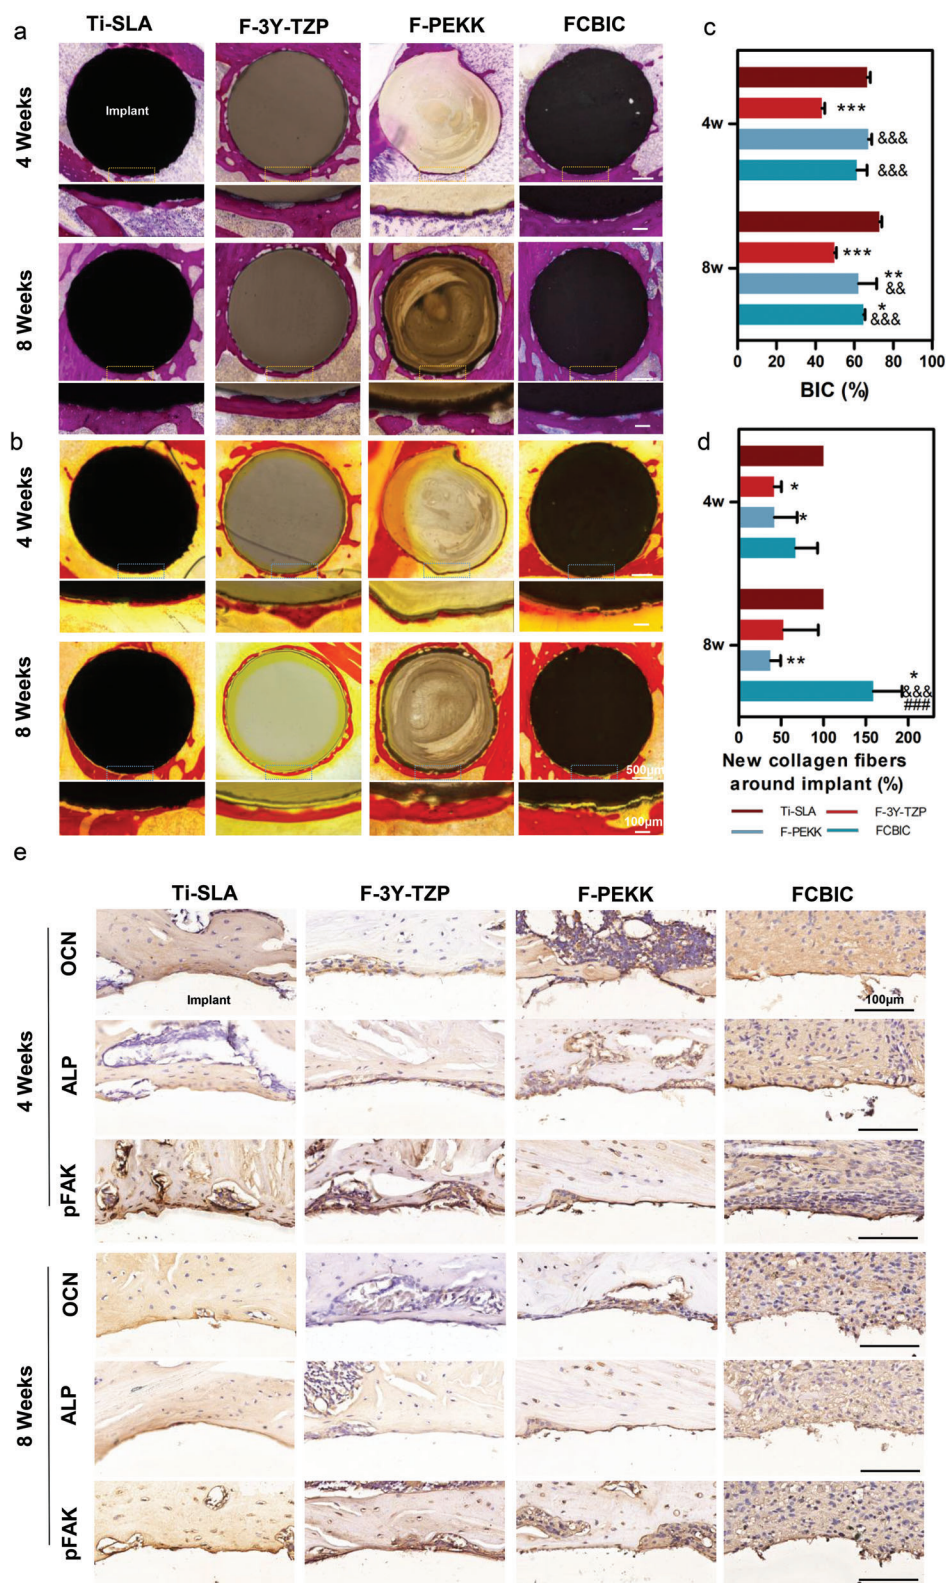 a
Ti-SLA
F-3Y-TZP
F-PEKK
FCBIC
4 Weeks
Implant
8 Weeks
b
4 Weeks
8 Weeks
500μm
100μm
c
4w
***
&&&
&&&
8w
***
**
&&
*
&&&
0 20 40 60 80 100
BIC (%)
d
4w
*
*
8w
**
*
&&&
###
0 50 100 150 200
New collagen fibers
around implant (%)
Ti-SLA
F-3Y-TZP
F-PEKK
FCBIC
e
Ti-SLA
F-3Y-TZP
F-PEKK
FCBIC
4 Weeks
OCN
Implant
100μm
ALP
pFAK
8 Weeks
OCN
ALP
pFAK